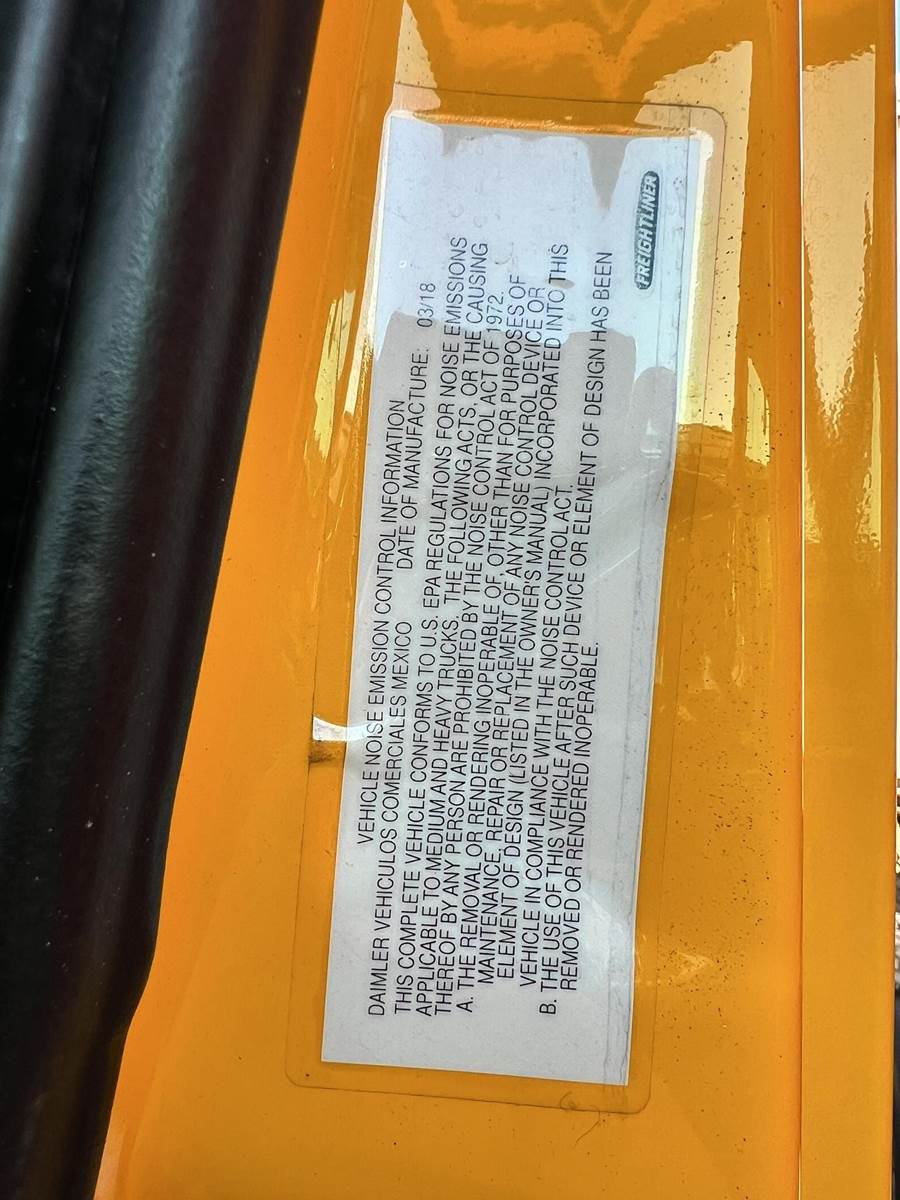 VEHICLE NOISE EMISSION CONTROL INFORMATION
DAIMLER VEHICULOS COMERCIALES MEXICO DATE OF MANUFACTURE: 03/18
THIS COMPLETE VEHICLE CONFORMS TO U.S. EPA REGULATIONS FOR NOISE EMISSIONS
APPLICABLE TO MEDIUM AND HEAVY TRUCKS. THE FOLLOWING ACTS, OR THE CAUSING
THEREOF BY ANY PERSON ARE PROHIBITED BY THE NOISE CONTROL ACT OF 1972.
A. THE REMOVAL OR RENDERING INOPERABLE OF, OTHER THAN FOR PURPOSES OF
MAINTENANCE, REPAIR OR REPLACEMENT OF ANY NOISE CONTROL DEVICE OR
ELEMENT OF DESIGN (LISTED IN THE OWNER'S MANUAL) INCORPORATED INTO THIS
VEHICLE IN COMPLIANCE WITH THE NOISE CONTROL ACT.
B. THE USE OF THIS VEHICLE AFTER SUCH DEVICE OR ELEMENT OF DESIGN HAS BEEN
REMOVED OR RENDERED INOPERABLE.
FREIGHTLINER